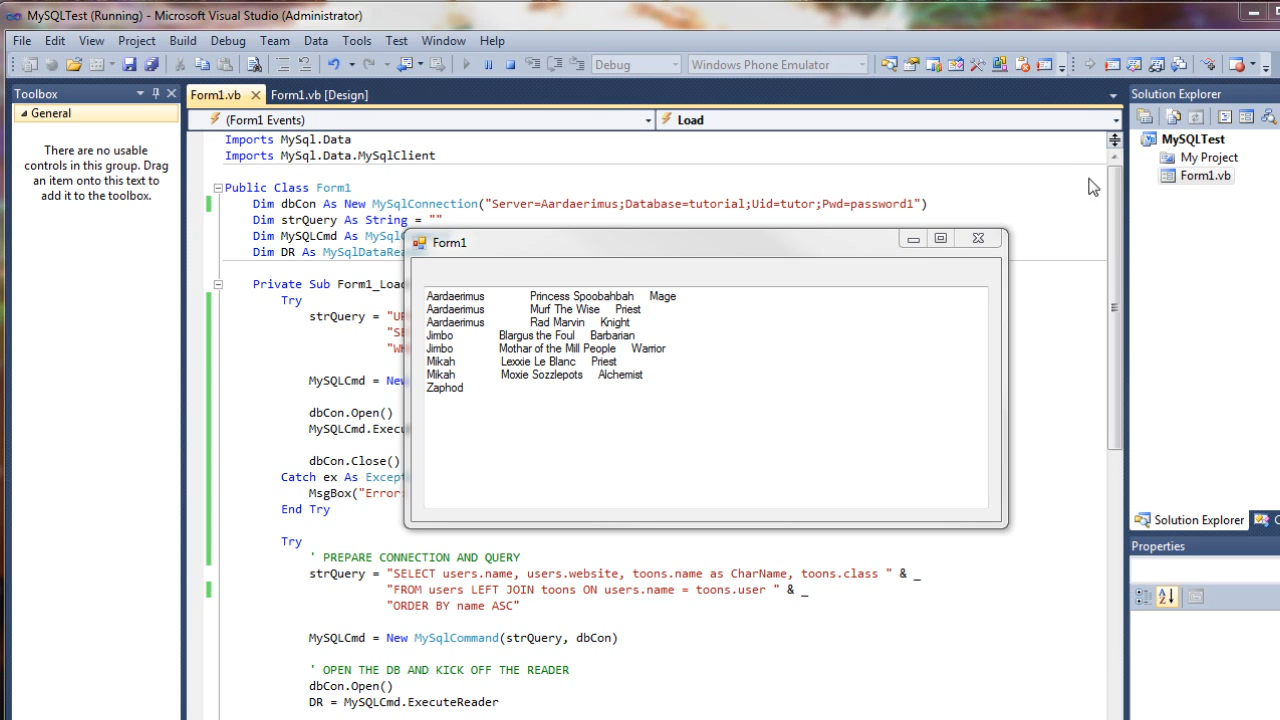 MySQLTest (Running) - Microsoft Visual Studio (Administrator)
File Edit View Project Build Debug Team Data Tools Test Window Help
Debug Windows Phone Emulator
Toolbox
General
There are no usable
controls in this group. Drag
an item onto this text to
add it to the toolbox.
Form1.vb Form1.vb [Design]
(Form1 Events) Load
Imports MySql.Data
Imports MySql.Data.MySqlClient
Public Class Form1
Dim dbCon As New MySqlConnection("Server=Aardaerimus;Database=tutorial;Uid=tutor;Pwd=password1")
Dim strQuery As String = ""
Dim MySQLCmd As MySqlC
Dim DR As MySqlDataRea
Private Sub Form1_Load
Try
strQuery = "UP
"SE
"WH
MySQLCmd = New
dbCon.Open()
MySQLCmd.Execu
dbCon.Close()
Catch ex As Except
MsgBox("Error:
End Try
Try
' PREPARE CONNECTION AND QUERY
strQuery = "SELECT users.name, users.website, toons.name as CharName, toons.class " & _
"FROM users LEFT JOIN toons ON users.name = toons.user " & _
"ORDER BY name ASC"
MySQLCmd = New MySqlCommand(strQuery, dbCon)
' OPEN THE DB AND KICK OFF THE READER
dbCon.Open()
DR = MySQLCmd.ExecuteReader
Form1
Aardaerimus Princess Spoobahbah Mage
Aardaerimus Murf The Wise Priest
Aardaerimus Rad Marvin Knight
Jimbo Blargus the Foul Barbarian
Jimbo Mothar of the Mill People Warrior
Mikah Lexxie Le Blanc Priest
Mikah Moxie Sozzlepots Alchemist
Zaphod
Solution Explorer
MySQLTest
My Project
Form1.vb
Solution Explorer
Properties